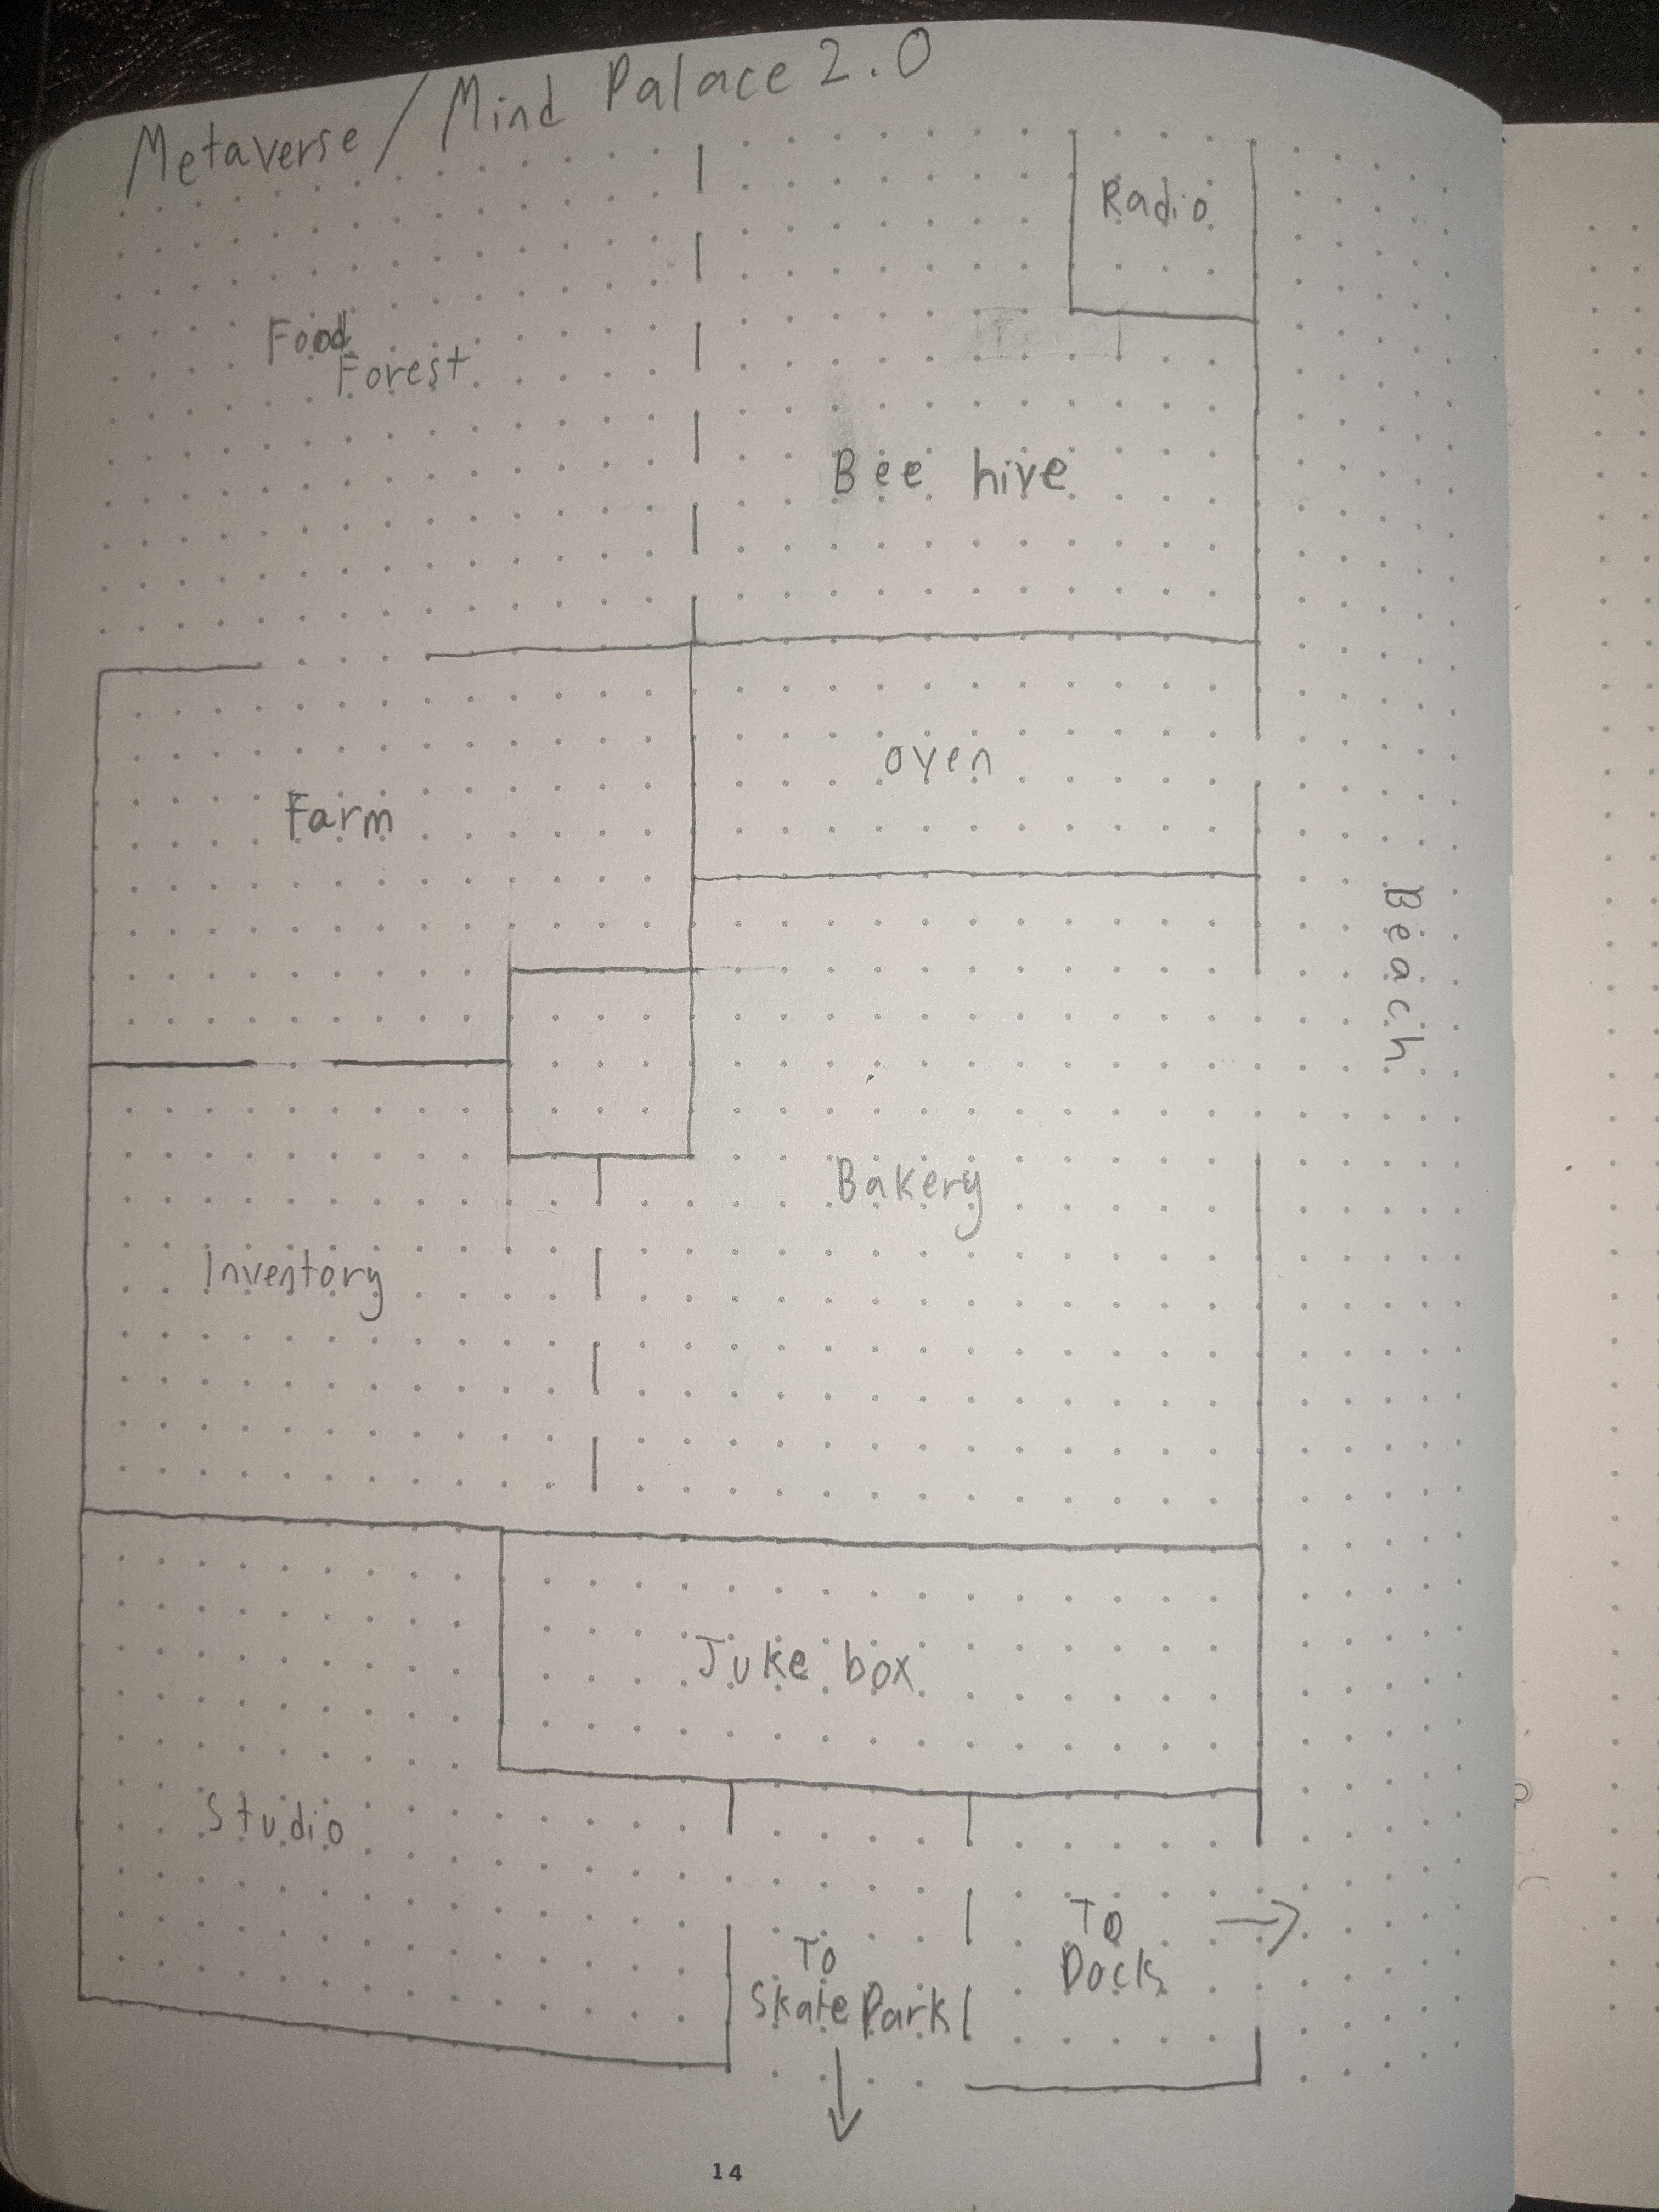 Metaverse/Mind Palace 2.0
Radio
Food
Forest
Bee hive
oven
Farm
Beach
Bakery
Inventory
Juke box
Studio
To
Skate Park
To
Dock
14